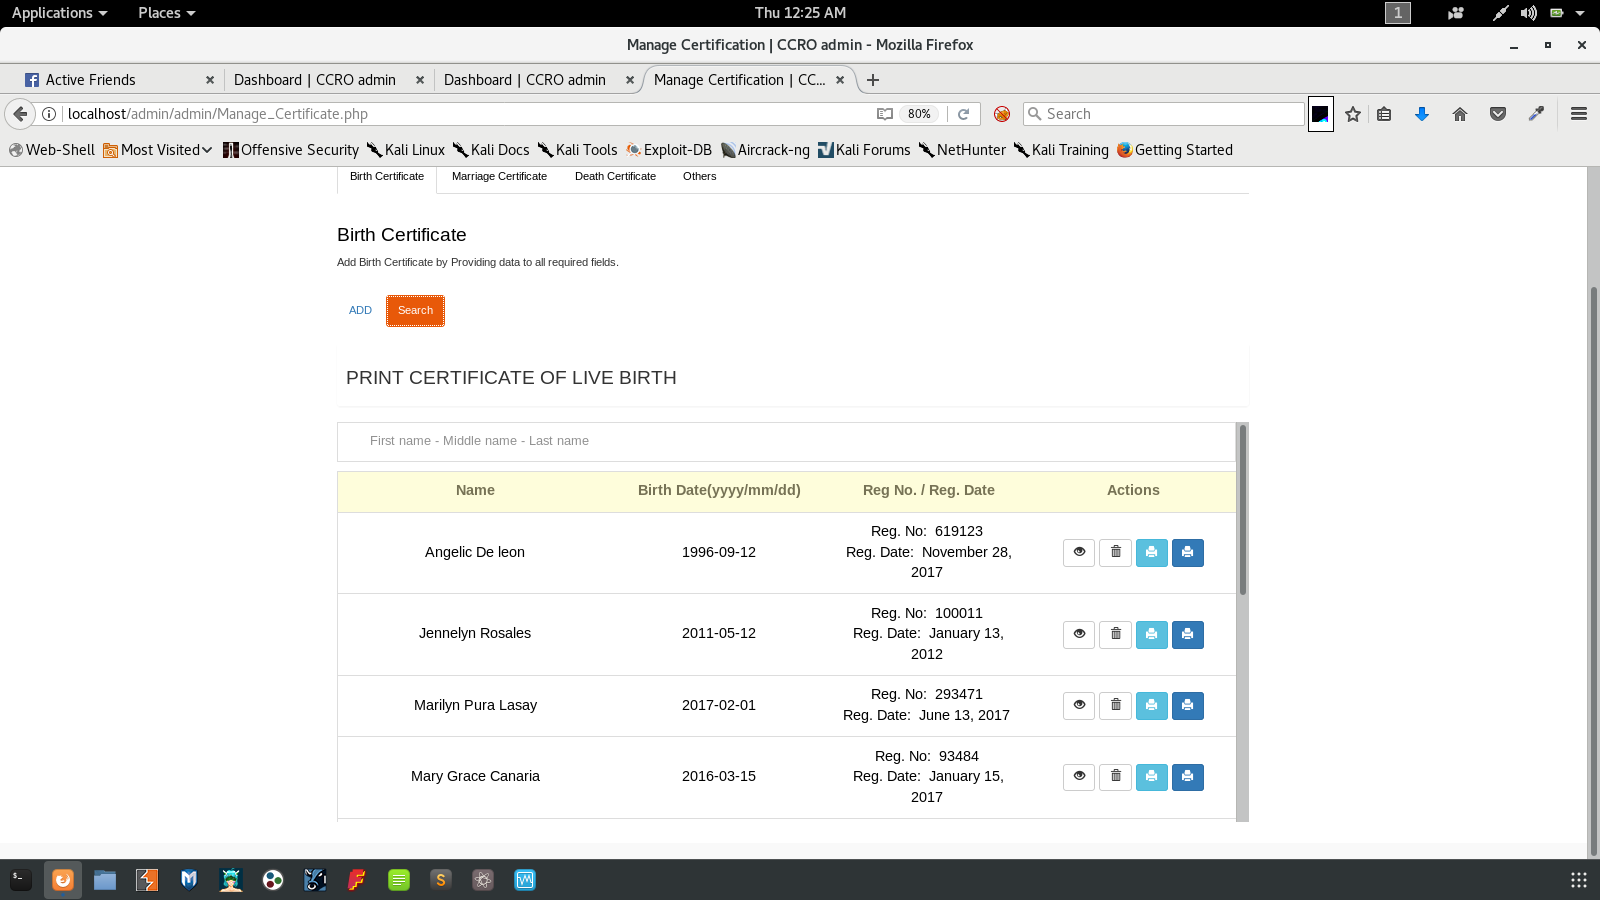 Applications Places Thu 12:25 AM 1
Manage Certification | CCRO admin - Mozilla Firefox
Active Friends Dashboard | CCRO admin Dashboard | CCRO admin Manage Certification | CC...
localhost/admin/admin/Manage_Certificate.php 80% Search
Web-Shell Most Visited Offensive Security Kali Linux Kali Docs Kali Tools Exploit-DB Aircrack-ng Kali Forums NetHunter Kali Training Getting Started
Birth Certificate Marriage Certificate Death Certificate Others
Birth Certificate
Add Birth Certificate by Providing data to all required fields.
ADD Search
PRINT CERTIFICATE OF LIVE BIRTH
First name - Middle name - Last name
Name Birth Date(yyyy/mm/dd) Reg No. / Reg. Date Actions
Reg. No: 619123
Angelic De leon 1996-09-12 Reg. Date: November 28,
2017
Reg. No: 100011
Jennelyn Rosales 2011-05-12 Reg. Date: January 13,
2012
Reg. No: 293471
Marilyn Pura Lasay 2017-02-01
Reg. Date: June 13, 2017
Reg. No: 93484
Mary Grace Canaria 2016-03-15 Reg. Date: January 15,
2017